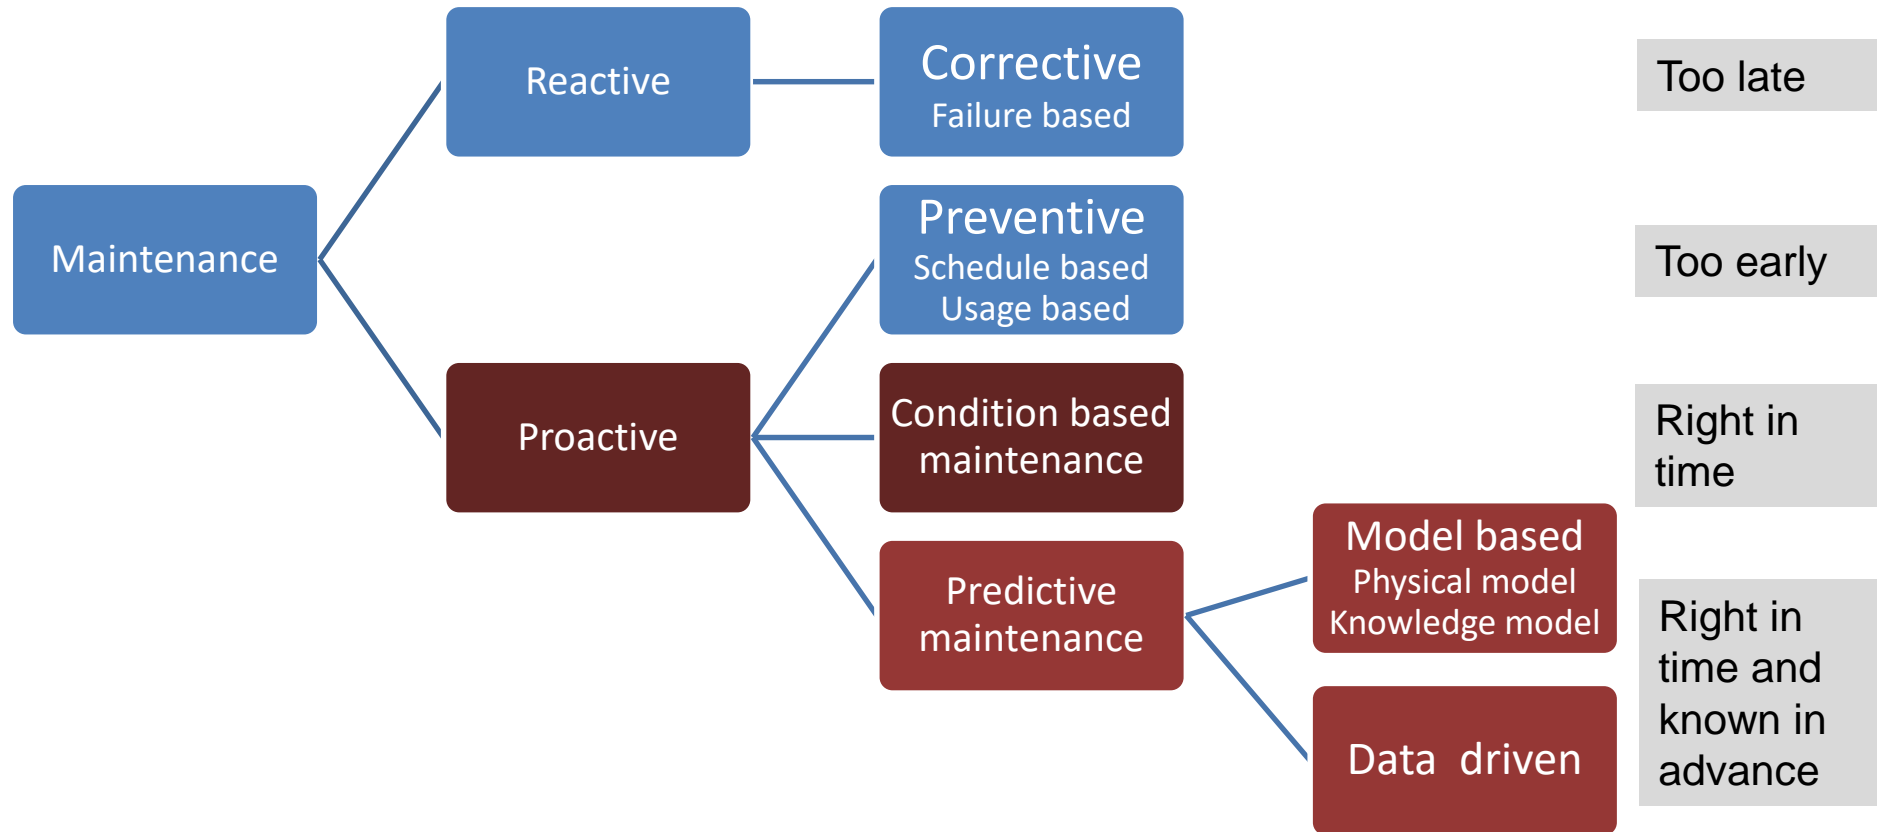 Maintenance
Reactive
Corrective
Failure based
Too late
Preventive
Schedule based
Usage based
Too early
Proactive
Condition based
maintenance
Right in
time
Predictive
maintenance
Model based
Physical model
Knowledge model
Data driven
Right in
time and
known in
advance